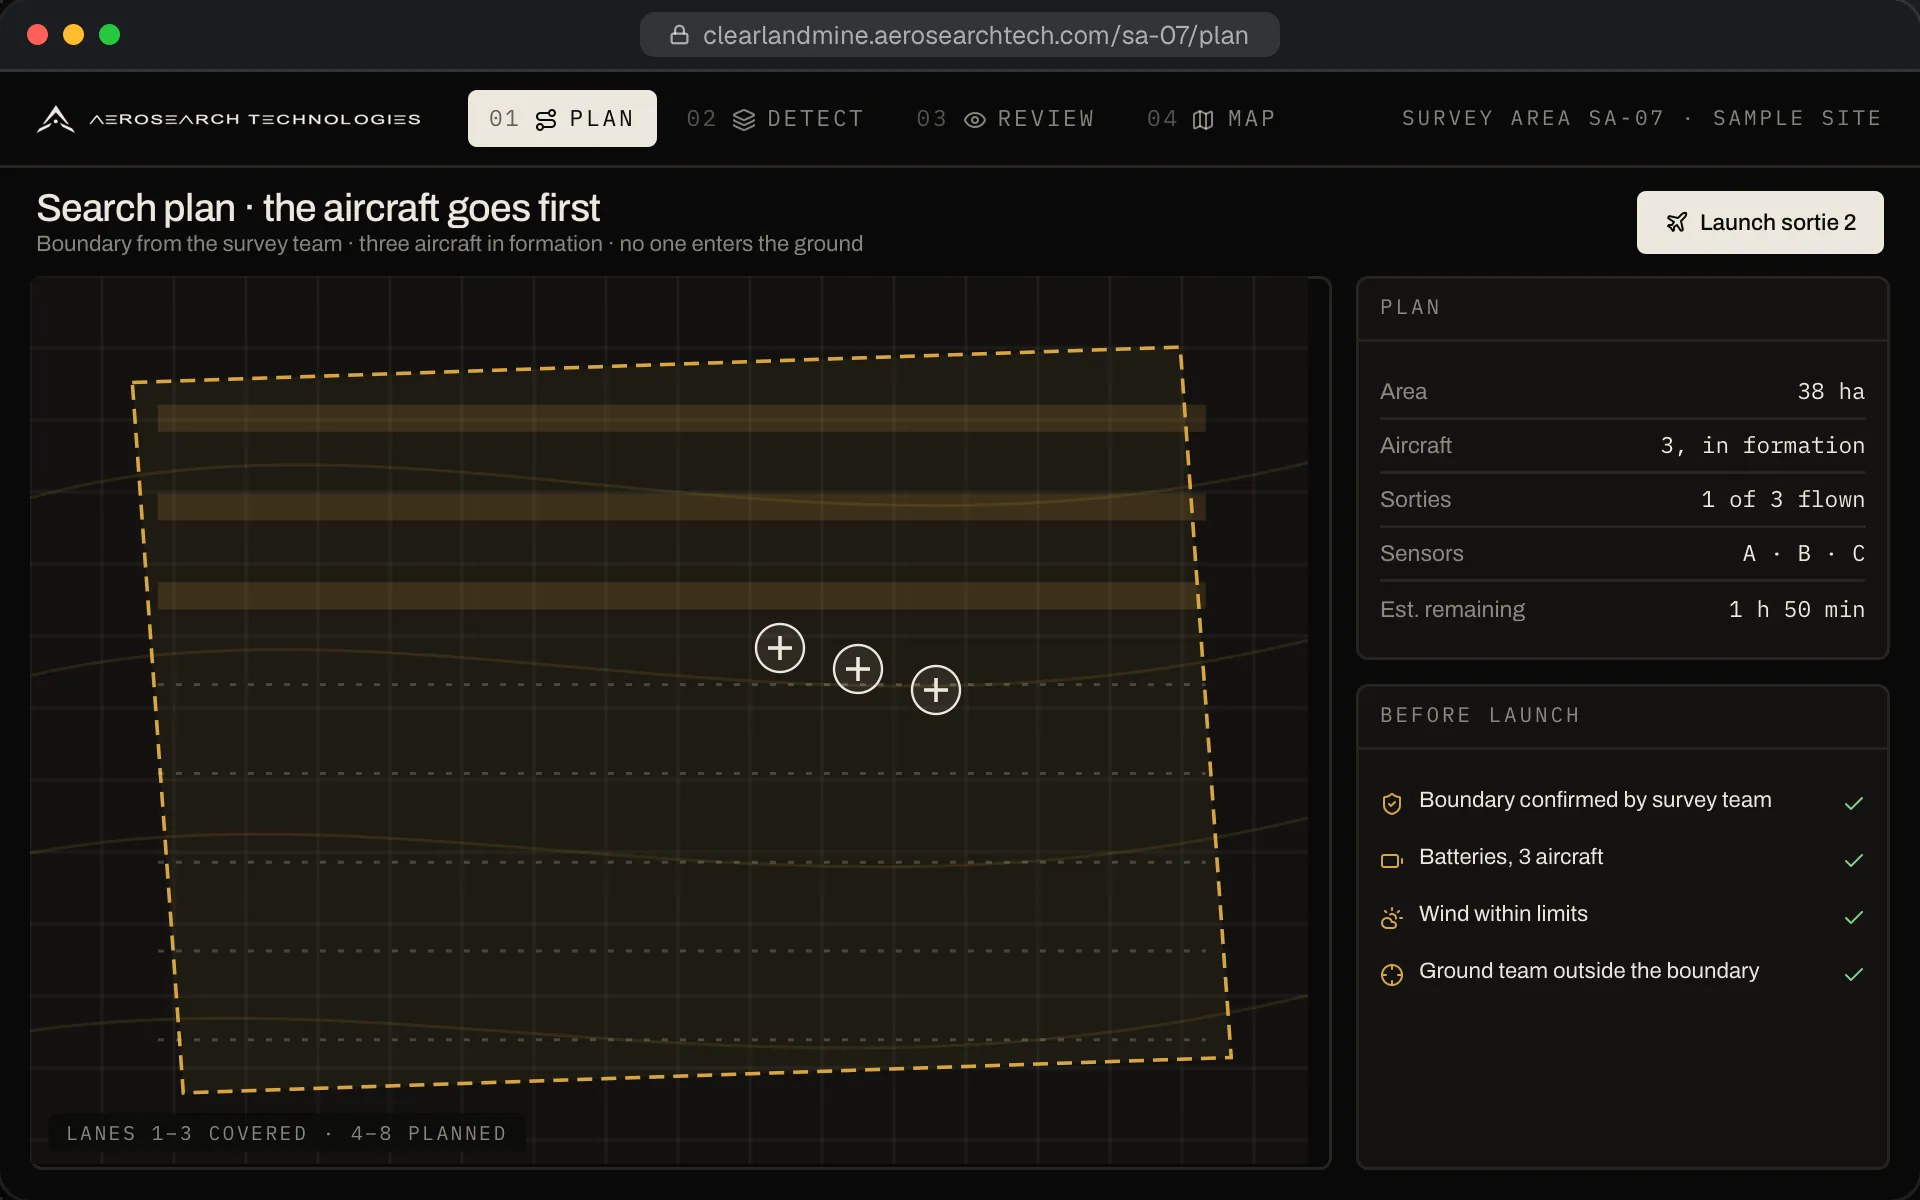 clearlandmine.aerosearchtech.com/sa-07/plan
AEROSEARCH TECHNOLOGIES
01 PLAN
02 DETECT
03 REVIEW
04 MAP
SURVEY AREA SA-07 · SAMPLE SITE
Search plan · the aircraft goes first
Boundary from the survey team · three aircraft in formation · no one enters the ground
Launch sortie 2
LANES 1–3 COVERED · 4–8 PLANNED
PLAN
Area 38 ha
Aircraft 3, in formation
Sorties 1 of 3 flown
Sensors A · B · C
Est. remaining 1 h 50 min
BEFORE LAUNCH
Boundary confirmed by survey team
Batteries, 3 aircraft
Wind within limits
Ground team outside the boundary